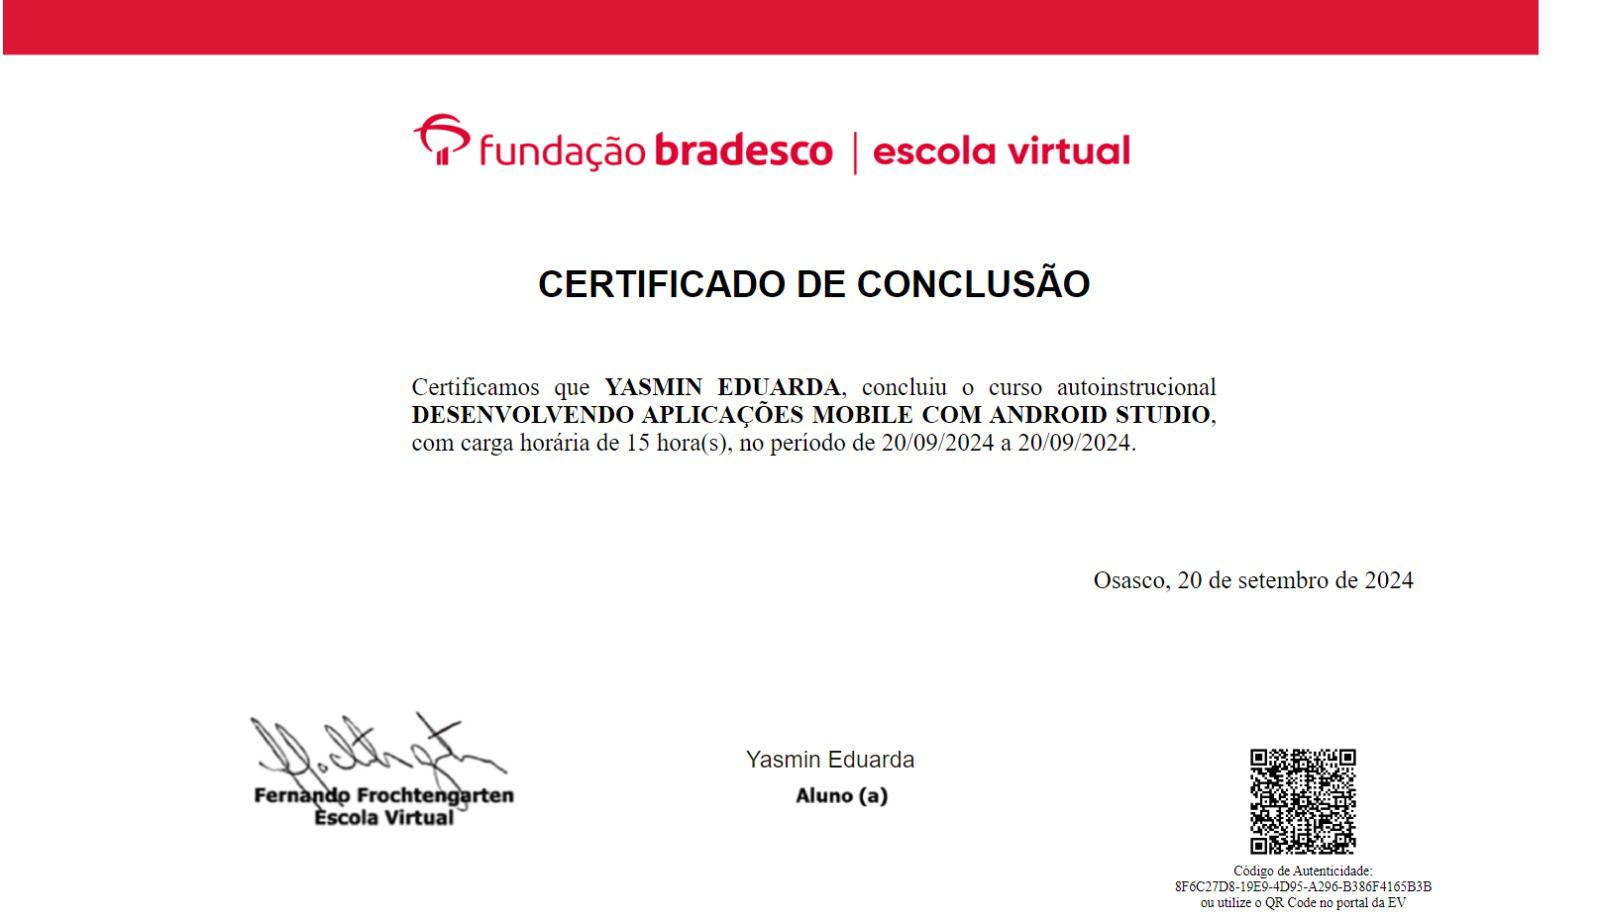 fundação bradesco | escola virtual
CERTIFICADO DE CONCLUSÃO
Certificamos que YASMIN EDUARDA, concluiu o curso autoinstrucional
DESENVOLVENDO APLICAÇÕES MOBILE COM ANDROID STUDIO,
com carga horária de 15 hora(s), no período de 20/09/2024 a 20/09/2024.
Osasco, 20 de setembro de 2024
Fernando Frochtengarten
Escola Virtual
Yasmin Eduarda
Aluno (a)
Código de Autenticidade:
8F6C27D8-19E9-4D95-A296-B386F4165B3B
ou utilize o QR Code no portal da EV